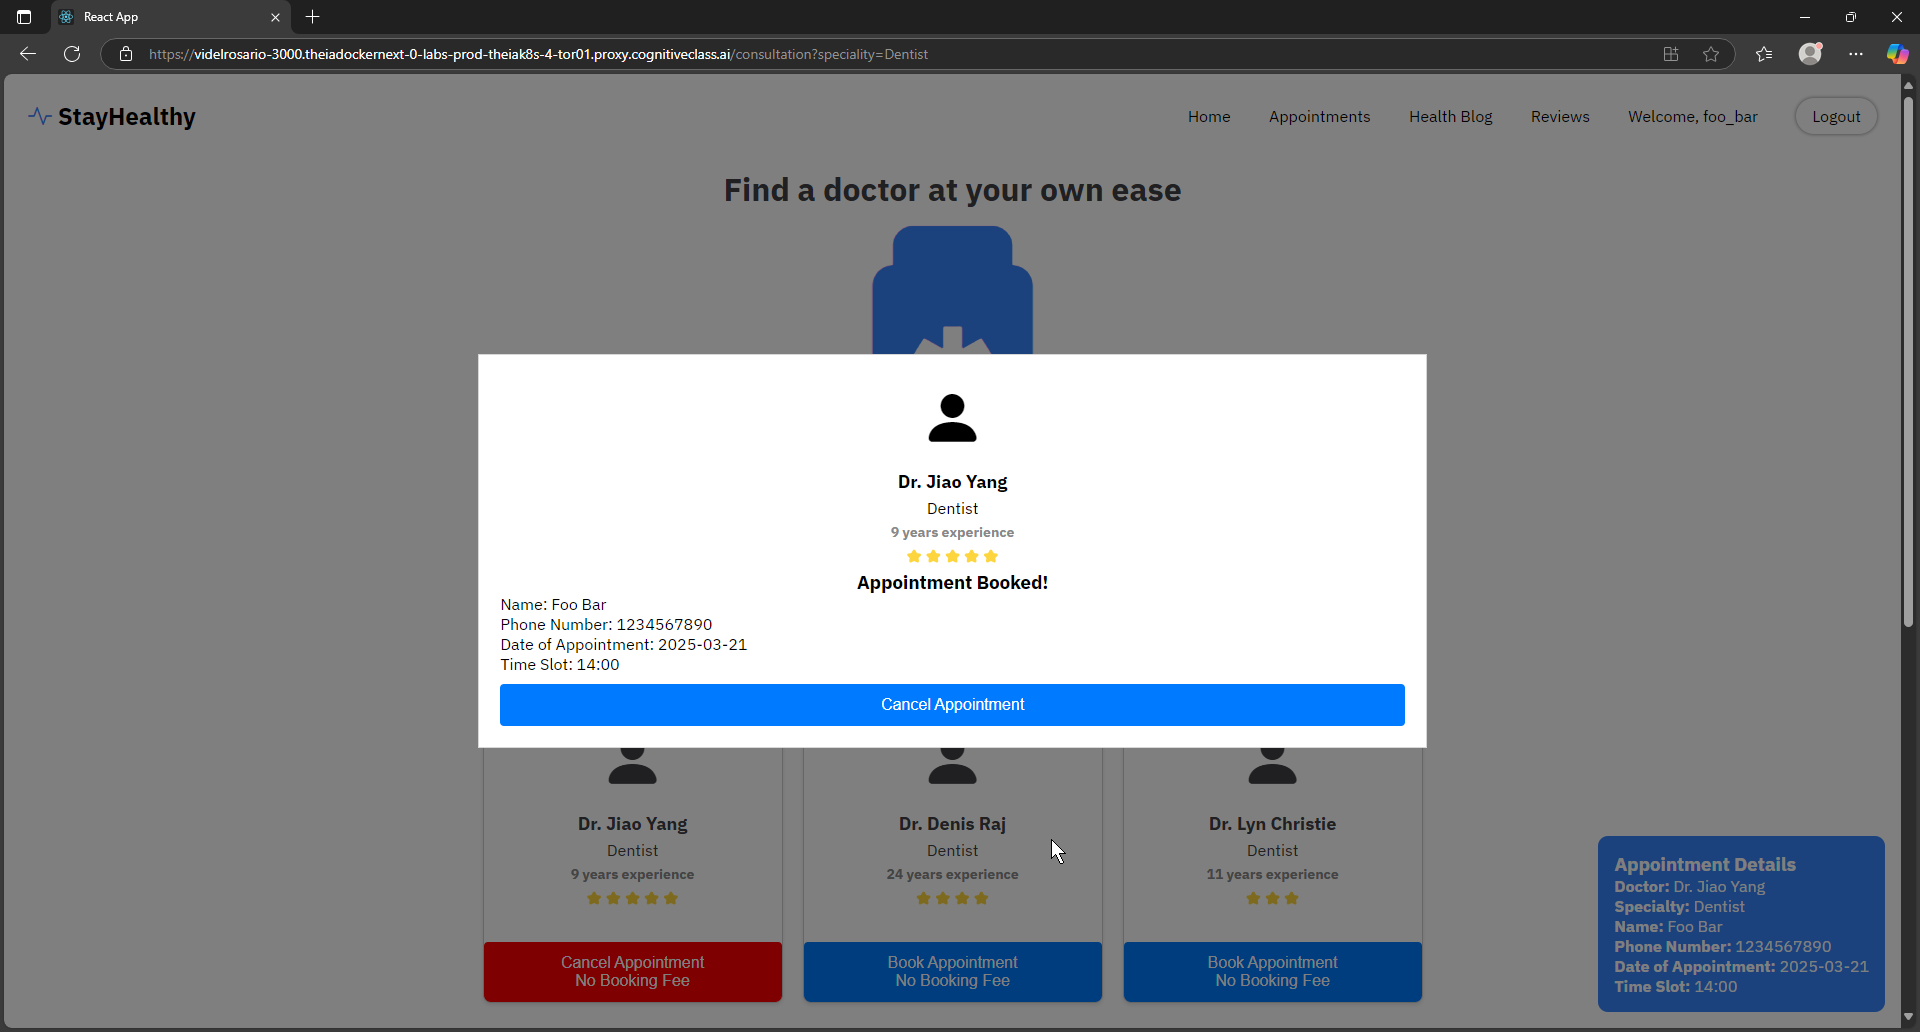 React App
https://videlrosario-3000.theiadockernext-0-labs-prod-theiak8s-4-tor01.proxy.cognitiveclass.ai/consultation?speciality=Dentist
StayHealthy
Home
Appointments
Health Blog
Reviews
Welcome, foo_bar
Logout
Find a doctor at your own ease
Dr. Jiao Yang
Dentist
9 years experience
Appointment Booked!
Name: Foo Bar
Phone Number: 1234567890
Date of Appointment: 2025-03-21
Time Slot: 14:00
Cancel Appointment
Dr. Jiao Yang
Dentist
9 years experience
Cancel Appointment
No Booking Fee
Dr. Denis Raj
Dentist
24 years experience
Book Appointment
No Booking Fee
Dr. Lyn Christie
Dentist
11 years experience
Book Appointment
No Booking Fee
Appointment Details
Doctor: Dr. Jiao Yang
Specialty: Dentist
Name: Foo Bar
Phone Number: 1234567890
Date of Appointment: 2025-03-21
Time Slot: 14:00